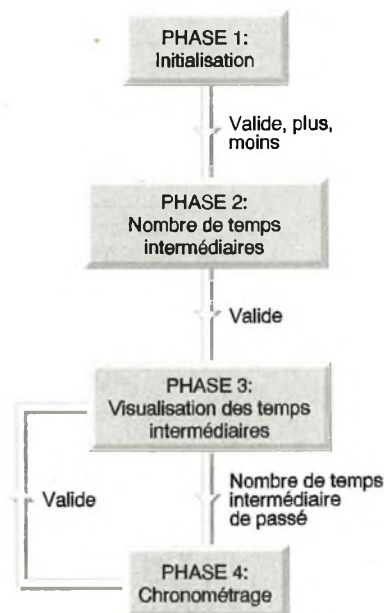 PHASE 1:
Initialisation
Valide, plus,
moins
PHASE 2:
Nombre de temps
intermédiaires
Valide
PHASE 3:
Visualisation des temps
intermédiaires
Valide
Nombre de temps
intermédiaire
de passé
PHASE 4:
Chronométrage